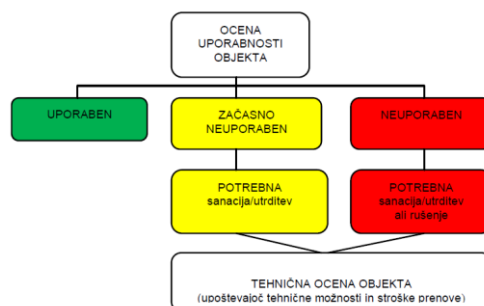 OCENA
UPORABNOSTI
OBJEKTA
UPORABEN
ZAČASNO
NEUPORABEN
NEUPORABEN
POTREBNA
sanacija/utrditev
POTREBNA
sanacija/utrditev
ali rušenje
TEHNIČNA OCENA OBJEKTA
(upoštevajoč tehnične možnosti in stroške prenove)